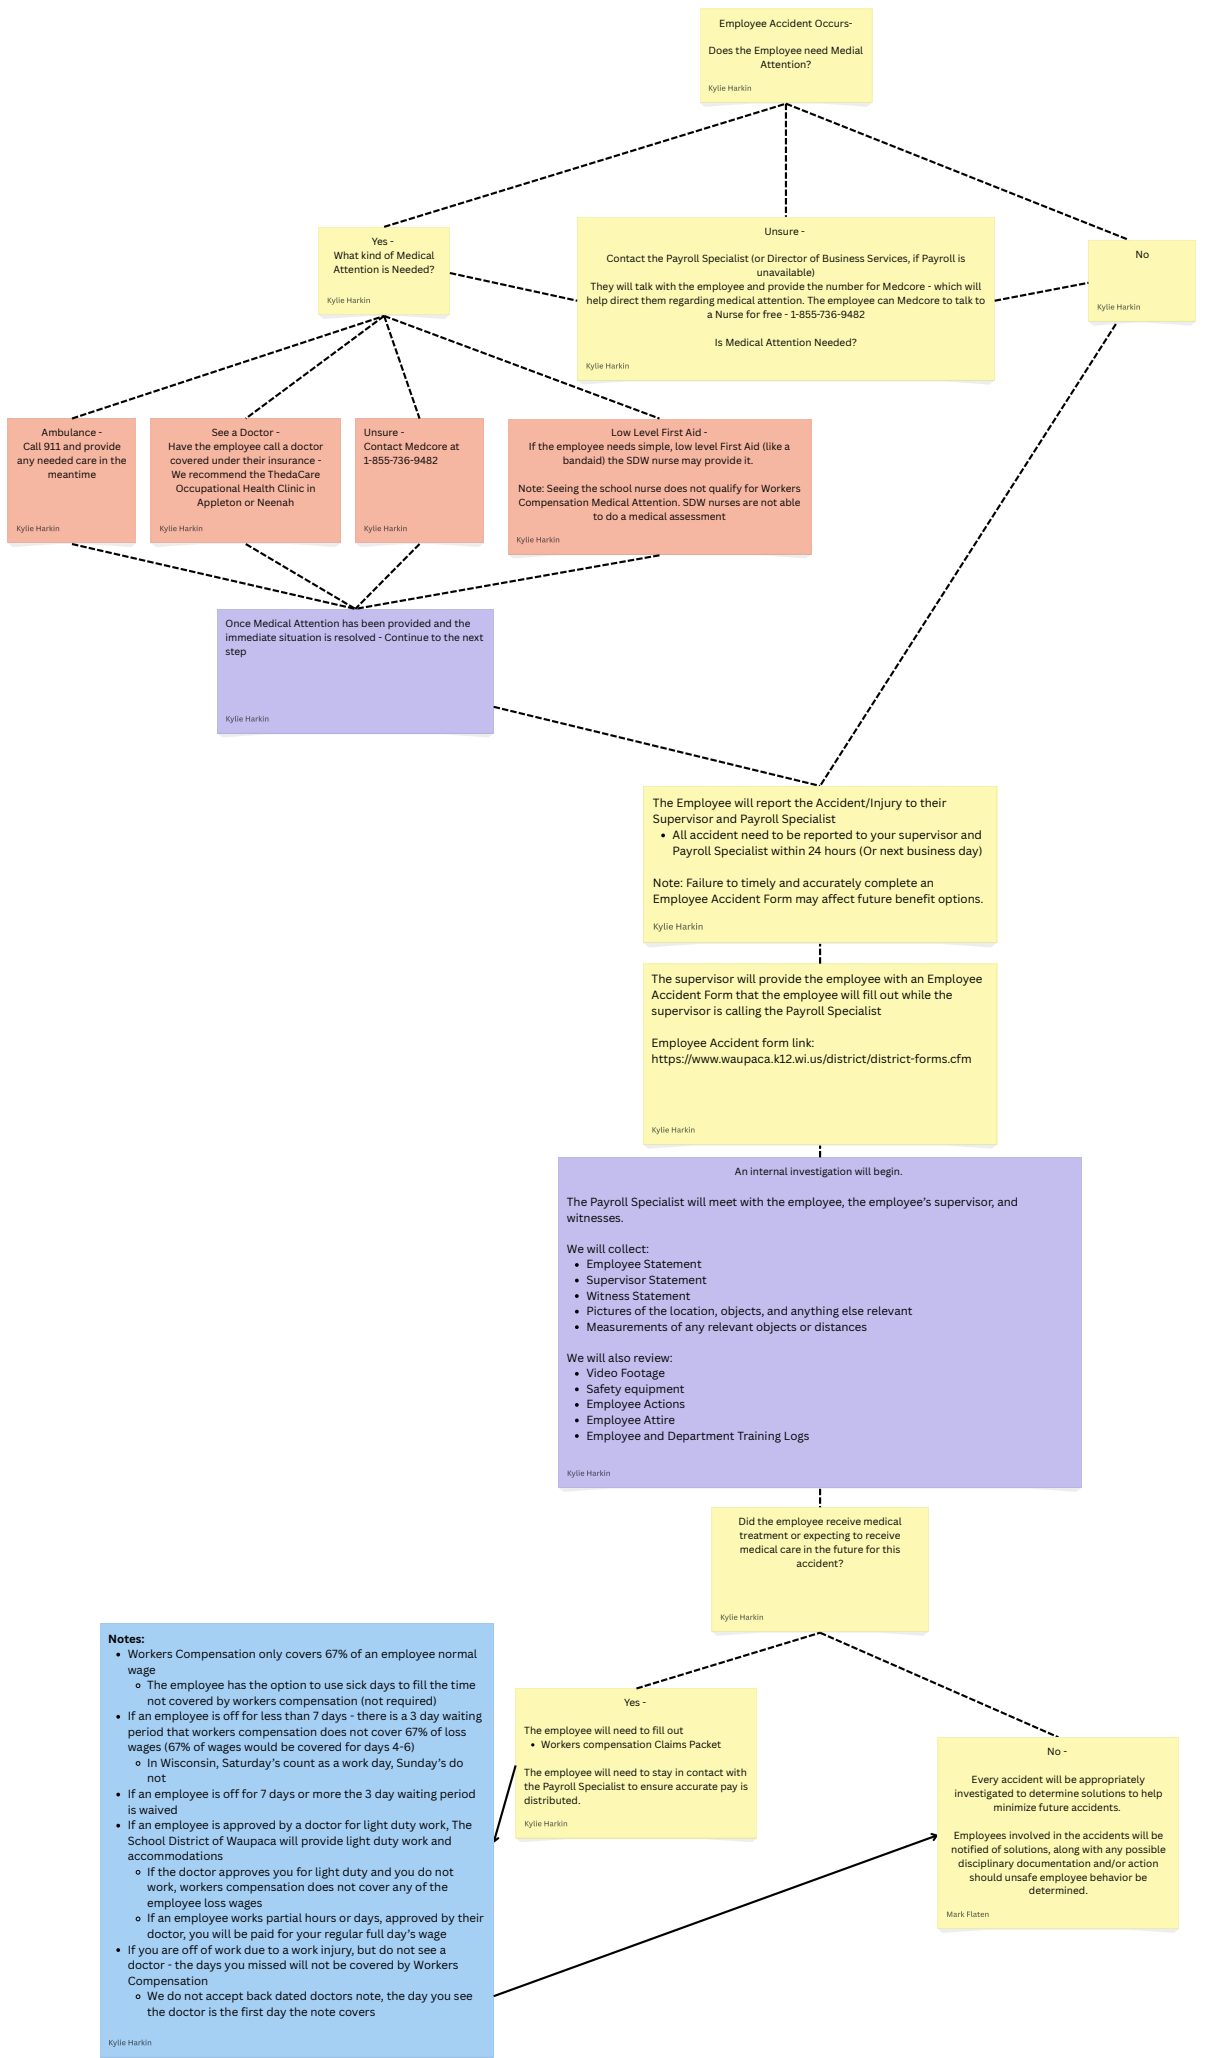 Employee Accident Occurs-
Does the Employee need Medial
Attention?
Kylie Harkin
Yes -
What kind of Medical
Attention is Needed?
Kylie Harkin
Unsure -
Contact the Payroll Specialist (or Director of Business Services, if Payroll is
unavailable)
They will talk with the employee and provide the number for Medcore - which will
help direct them regarding medical attention. The employee can Medcore to talk to
a Nurse for free - 1-855-736-9482
Is Medical Attention Needed?
Kylie Harkin
No
Kylie Harkin
Ambulance -
Call 911 and provide
any needed care in the
meantime
Kylie Harkin
See a Doctor -
Have the employee call a doctor
covered under their insurance -
We recommend the ThedaCare
Occupational Health Clinic in
Appleton or Neenah
Kylie Harkin
Unsure -
Contact Medcore at
1-855-736-9482
Kylie Harkin
Low Level First Aid -
If the employee needs simple, low level First Aid (like a
bandaid) the SDW nurse may provide it.
Note: Seeing the school nurse does not qualify for Workers
Compensation Medical Attention. SDW nurses are not able
to do a medical assessment
Kylie Harkin
Once Medical Attention has been provided and the
immediate situation is resolved - Continue to the next
step
Kylie Harkin
The Employee will report the Accident/Injury to their
Supervisor and Payroll Specialist
• All accident need to be reported to your supervisor and
Payroll Specialist within 24 hours (Or next business day)
Note: Failure to timely and accurately complete an
Employee Accident Form may affect future benefit options.
Kylie Harkin
The supervisor will provide the employee with an Employee
Accident Form that the employee will fill out while the
supervisor is calling the Payroll Specialist
Employee Accident form link:
https://www.waupaca.k12.wi.us/district/district-forms.cfm
Kylie Harkin
An internal investigation will begin.
The Payroll Specialist will meet with the employee, the employee’s supervisor, and
witnesses.
We will collect:
• Employee Statement
• Supervisor Statement
• Witness Statement
• Pictures of the location, objects, and anything else relevant
• Measurements of any relevant objects or distances
We will also review:
• Video Footage
• Safety equipment
• Employee Actions
• Employee Attire
• Employee and Department Training Logs
Kylie Harkin
Did the employee receive medical
treatment or expecting to receive
medical care in the future for this
accident?
Kylie Harkin
Notes:
• Workers Compensation only covers 67% of an employee normal
wage
◦ The employee has the option to use sick days to fill the time
not covered by workers compensation (not required)
• If an employee is off for less than 7 days - there is a 3 day waiting
period that workers compensation does not cover 67% of loss
wages (67% of wages would be covered for days 4-6)
◦ In Wisconsin, Saturday’s count as a work day, Sunday’s do
not
• If an employee is off for 7 days or more the 3 day waiting period
is waived
• If an employee is approved by a doctor for light duty work, The
School District of Waupaca will provide light duty work and
accommodations
◦ If the doctor approves you for light duty and you do not
work, workers compensation does not cover any of the
employee loss wages
◦ If an employee works partial hours or days, approved by their
doctor, you will be paid for your regular full day’s wage
• If you are off of work due to a work injury, but do not see a
doctor - the days you missed will not be covered by Workers
Compensation
◦ We do not accept back dated doctors note, the day you see
the doctor is the first day the note covers
Kylie Harkin
Yes -
The employee will need to fill out
• Workers compensation Claims Packet
The employee will need to stay in contact with
the Payroll Specialist to ensure accurate pay is
distributed.
Kylie Harkin
No -
Every accident will be appropriately
investigated to determine solutions to help
minimize future accidents.
Employees involved in the accidents will be
notified of solutions, along with any possible
disciplinary documentation and/or action
should unsafe employee behavior be
determined.
Mark Flaten